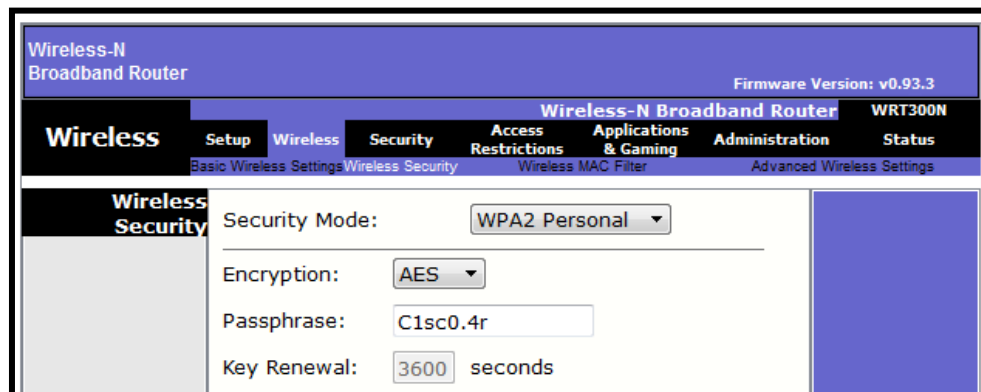 Wireless-N
Broadband Router
Firmware Version: v0.93.3
Wireless-N Broadband Router WRT300N
Wireless Setup Wireless Security Access Restrictions Applications & Gaming Administration Status
Basic Wireless Settings Wireless Security Wireless MAC Filter Advanced Wireless Settings
Wireless
Security
Security Mode: WPA2 Personal
Encryption: AES
Passphrase: C1sc0.4r
Key Renewal: 3600 seconds